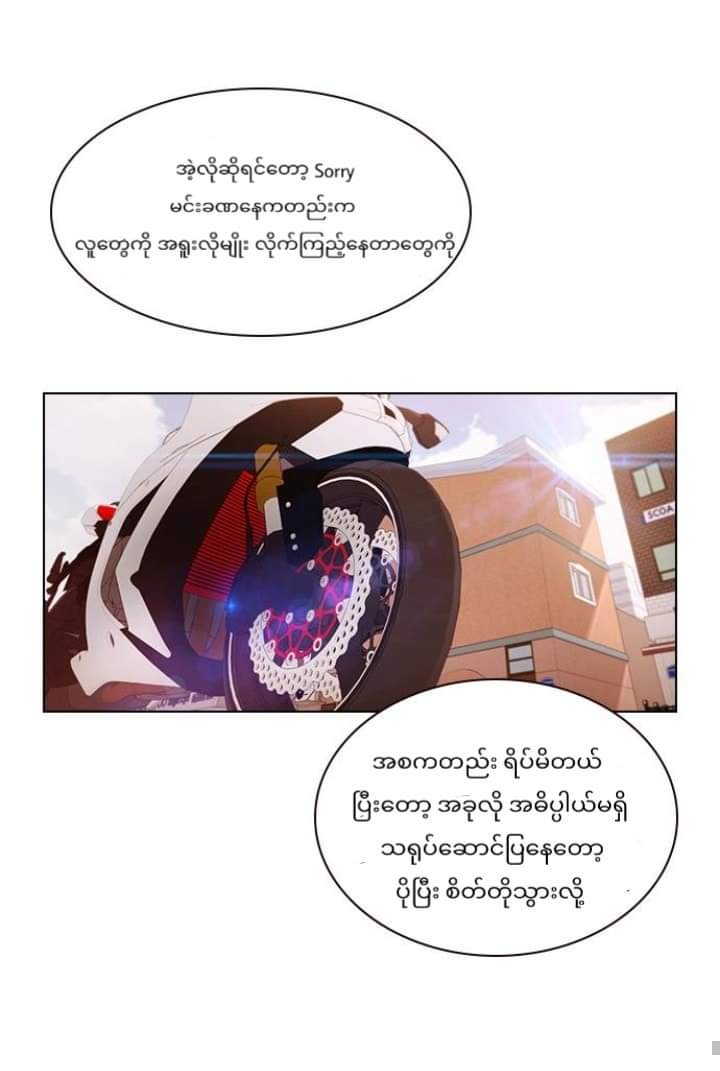 အဲ့လိုဆိုရင်တော့ Sorry
မင်းခဏနေကတည်းက
လူတွေကို အရူးလိုမျိုး လိုက်ကြည့်နေတာတွေကို
SCOA
အစကတည်း ရိပ်မိတယ်
ပြီးတော့ အခုလို အဓိပ္ပါယ်မရှိ
သရုပ်ဆောင်ပြနေတော့
ပိုပြီး စိတ်တိုသွားလို့